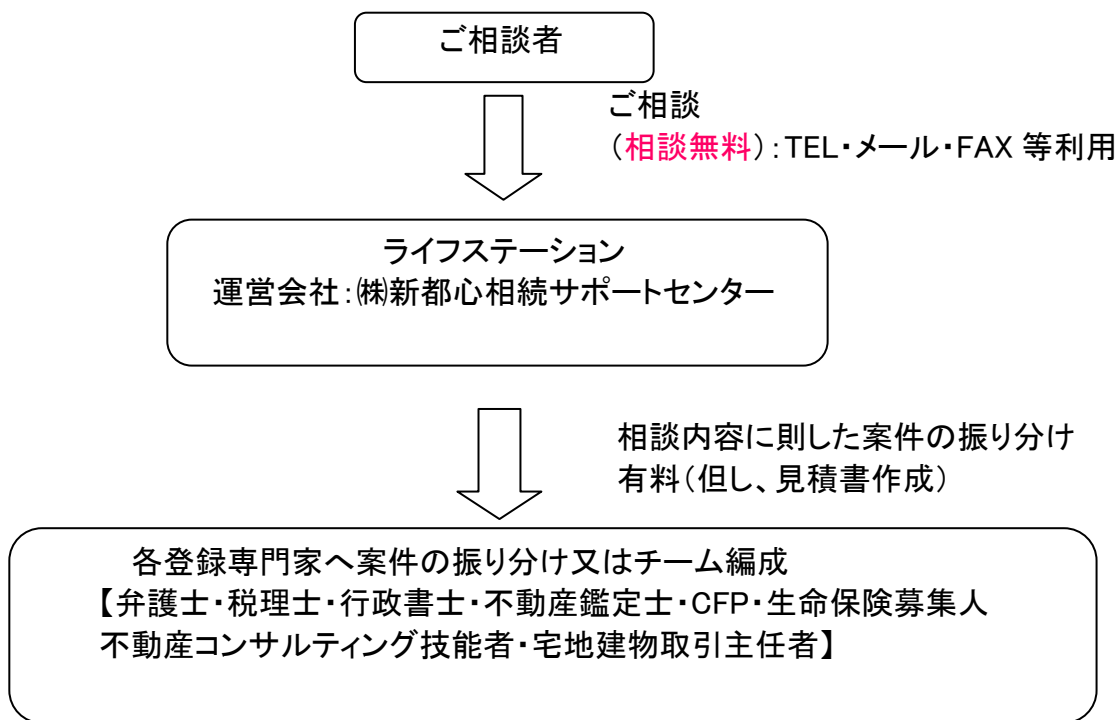 ご相談者
ご相談
（相談無料）：TEL・メール・FAX 等利用
ライフステーション
運営会社：㈱新都心相続サポートセンター
相談内容に則した案件の振り分け
有料（但し、見積書作成）
各登録専門家へ案件の振り分け又はチーム編成
【弁護士・税理士・行政書士・不動産鑑定士・CFP・生命保険募集人
不動産コンサルティング技能者・宅地建物取引主任者】